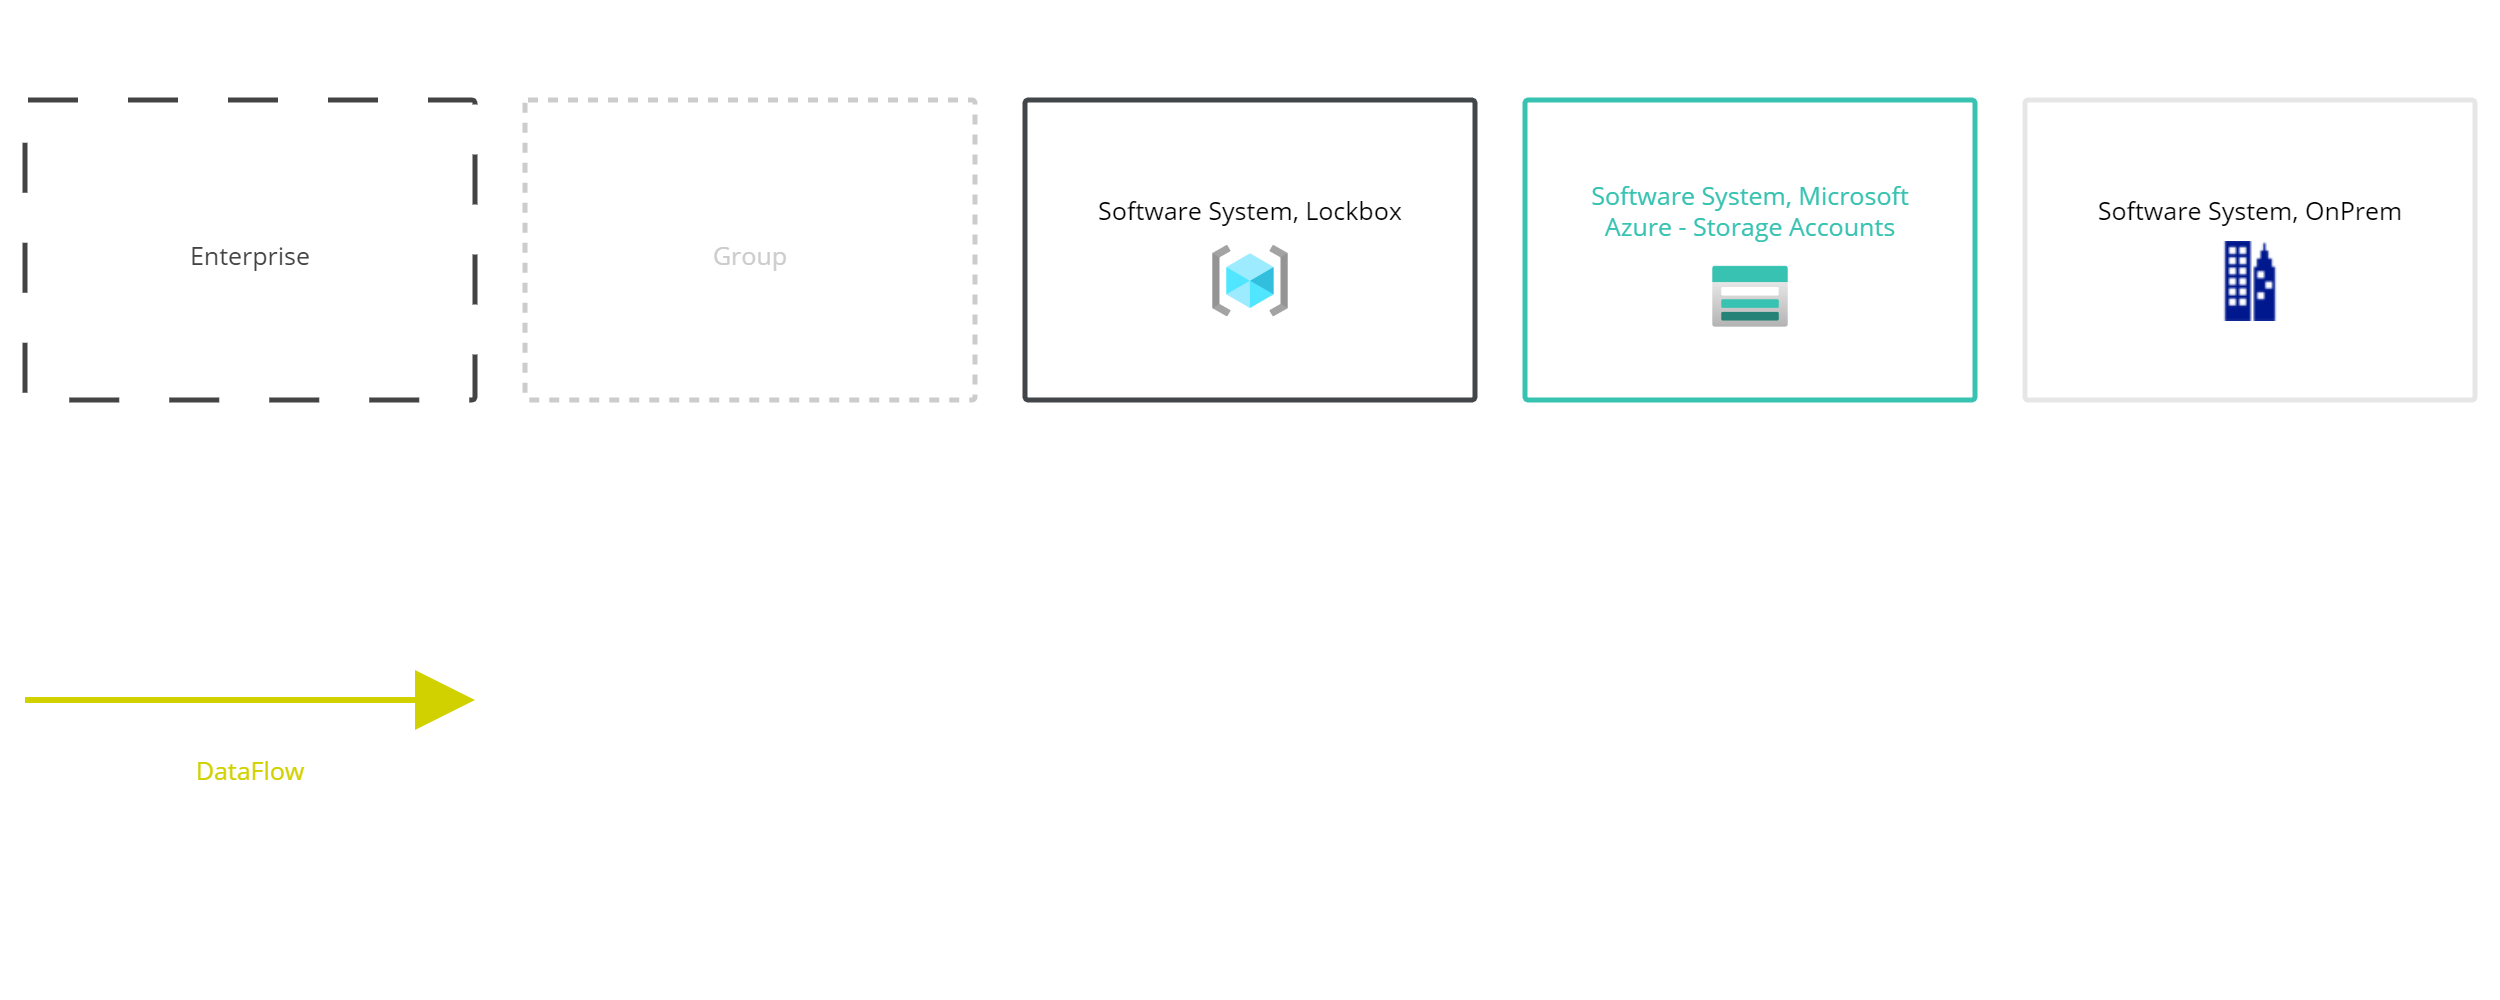 Enterprise
Group
Software System, Lockbox
Software System, Microsoft
Azure - Storage Accounts
Software System, OnPrem
DataFlow